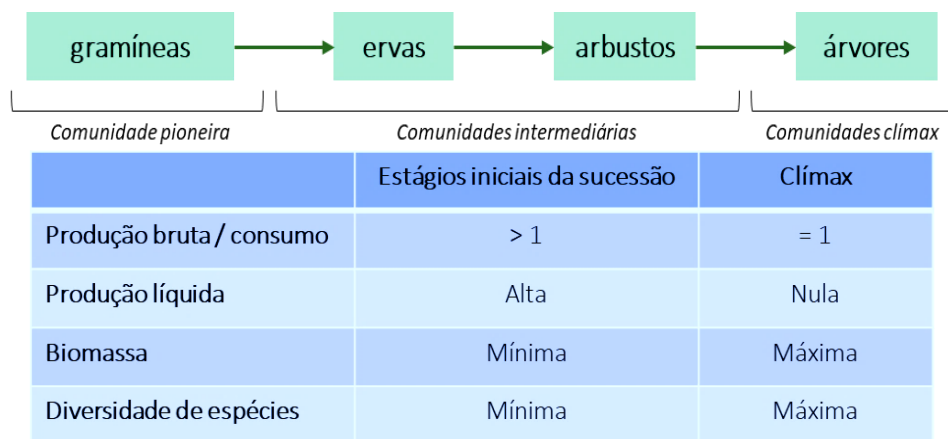 gramíneas ervas arbustos árvores
Comunidade pioneira Comunidades intermediárias Comunidades clímax
Estágios iniciais da sucessão Clímax
Produção bruta / consumo > 1 = 1
Produção líquida Alta Nula
Biomassa Mínima Máxima
Diversidade de espécies Mínima Máxima